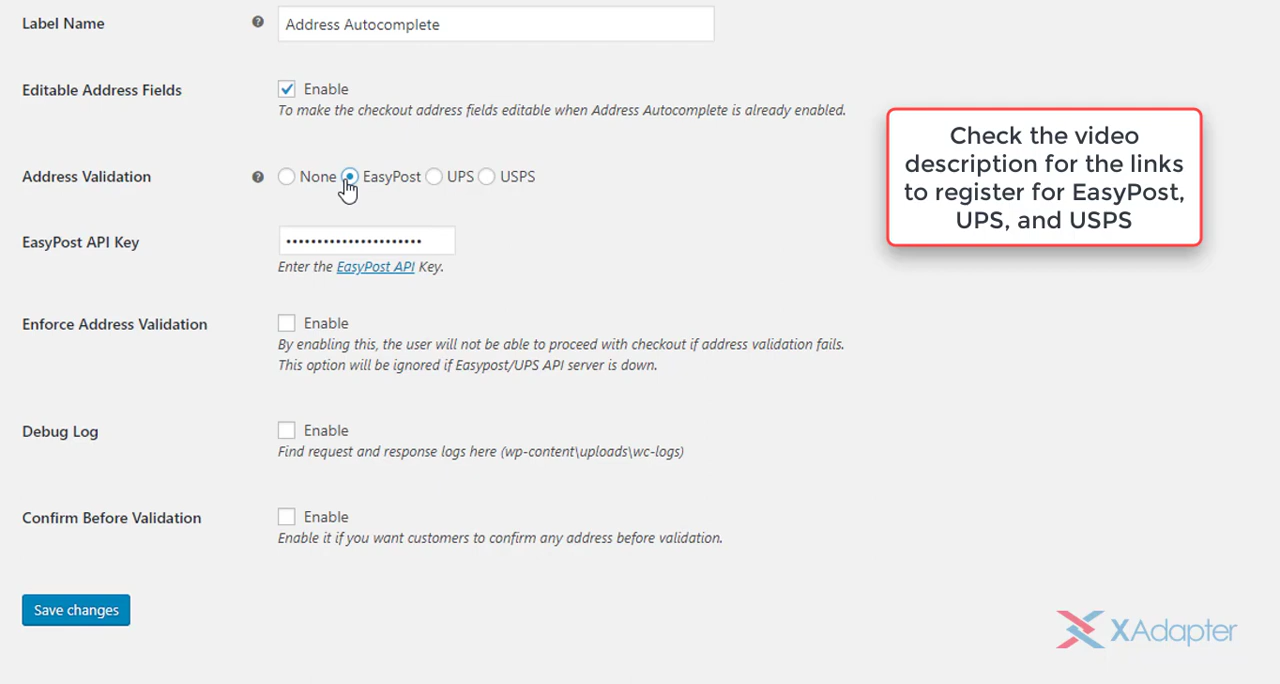 Label Name
Address Autocomplete
Editable Address Fields
Enable
To make the checkout address fields editable when Address Autocomplete is already enabled.
Check the video
description for the links
to register for EasyPost,
UPS, and USPS
Address Validation
None EasyPost UPS USPS
EasyPost API Key
••••••••••••••••••••••
Enter the EasyPost API Key.
Enforce Address Validation
Enable
By enabling this, the user will not be able to proceed with checkout if address validation fails.
This option will be ignored if Easypost/UPS API server is down.
Debug Log
Enable
Find request and response logs here (wp-content\uploads\wc-logs)
Confirm Before Validation
Enable
Enable it if you want customers to confirm any address before validation.
Save changes
XAdapter